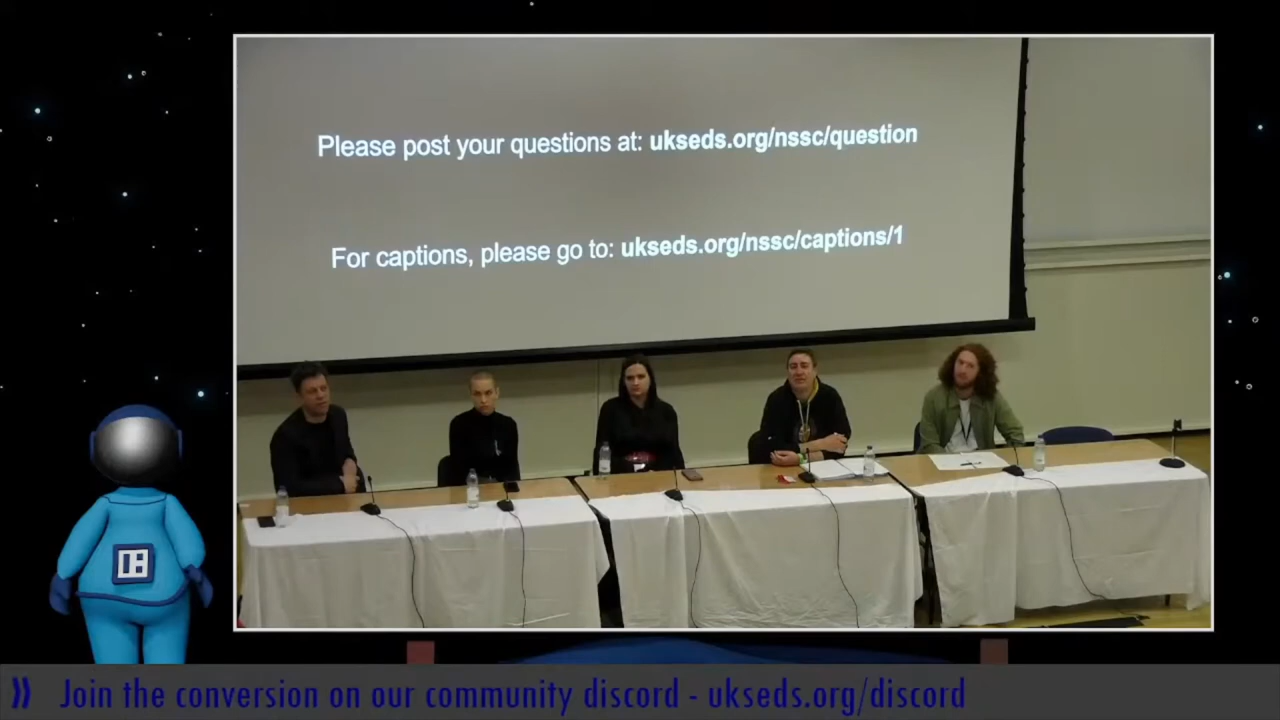 Please post your questions at: ukseds.org/nssc/question
For captions, please go to: ukseds.org/nssc/captions/1
Join the conversion on our community discord - ukseds.org/discord